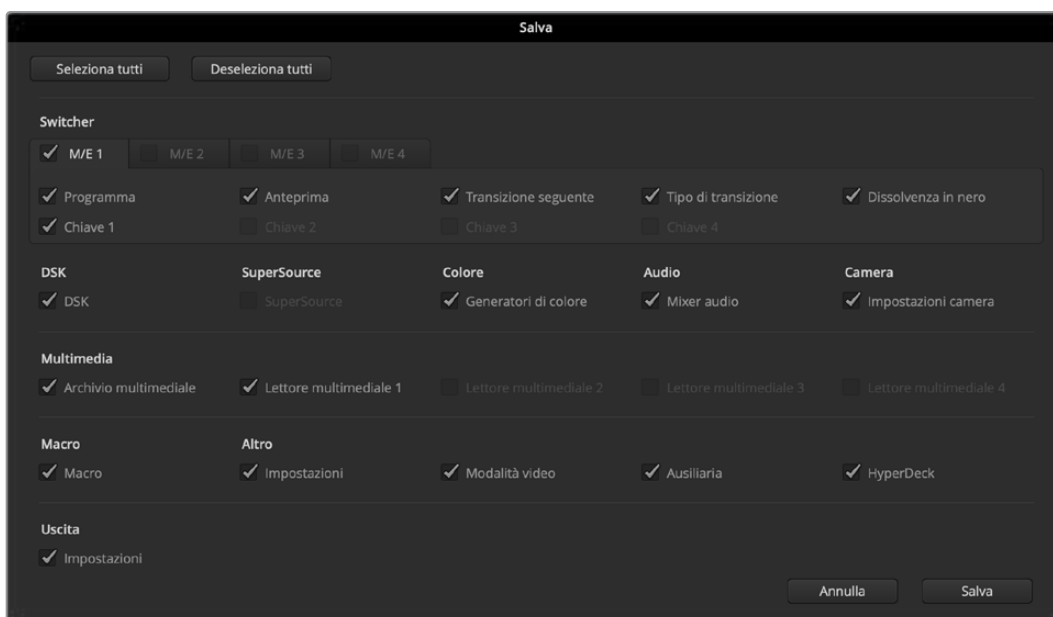 Salva
Seleziona tutti Deseleziona tutti
Switcher
M/E 1 M/E 2 M/E 3 M/E 4
Programma Anteprima Transizione seguente Tipo di transizione Dissolvenza in nero
Chiave 1 Chiave 2 Chiave 3 Chiave 4
DSK SuperSource Colore Audio Camera
DSK SuperSource Generatori di colore Mixer audio Impostazioni camera
Multimedia
Archivio multimediale Lettore multimediale 1 Lettore multimediale 2 Lettore multimediale 3 Lettore multimediale 4
Macro Altro
Macro Impostazioni Modalità video Ausiliaria HyperDeck
Uscita
Impostazioni
Annulla Salva